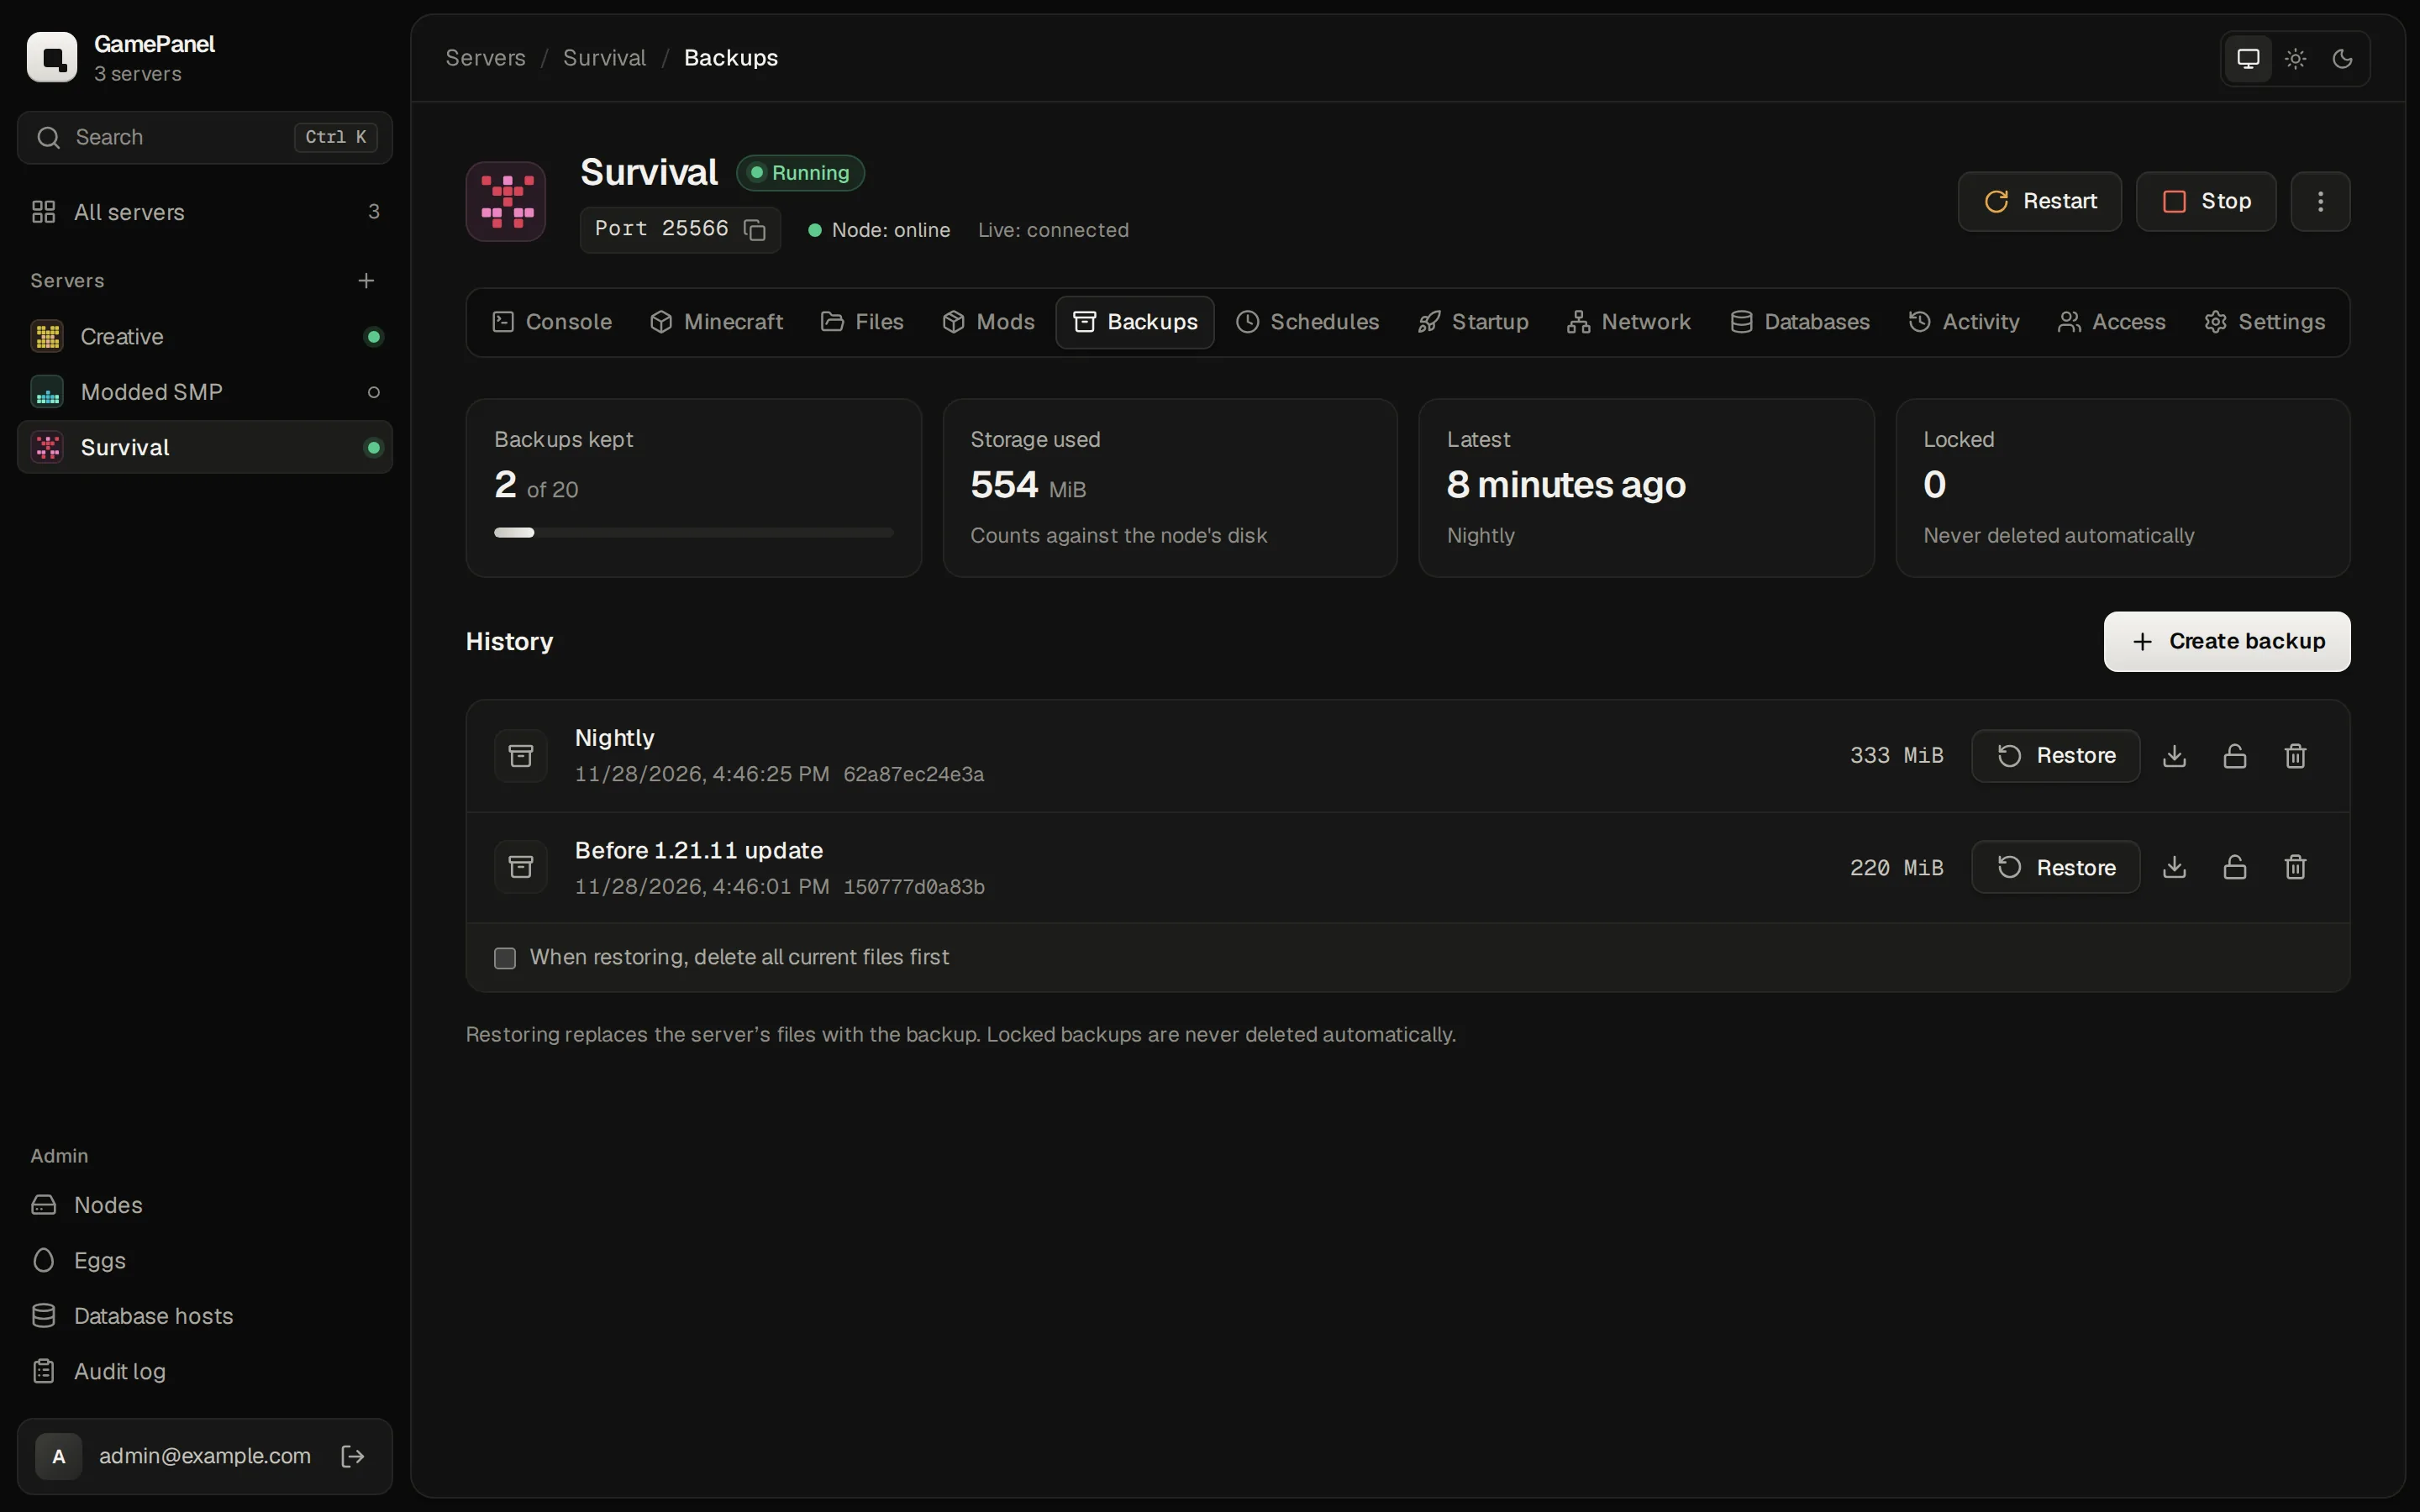 GamePanel
3 servers
Search
Ctrl K
All servers
3
Servers
Creative
Modded SMP
Survival
Admin
Nodes
Eggs
Database hosts
Audit log
A
admin@example.com
Servers / Survival / Backups
Survival
Running
Port 25566
Node: online
Live: connected
Restart
Stop
Console
Minecraft
Files
Mods
Backups
Schedules
Startup
Network
Databases
Activity
Access
Settings
Backups kept
2 of 20
Storage used
554 MiB
Counts against the node's disk
Latest
8 minutes ago
Nightly
Locked
0
Never deleted automatically
History
Create backup
Nightly
11/28/2026, 4:46:25 PM 62a87ec24e3a
333 MiB
Restore
Before 1.21.11 update
11/28/2026, 4:46:01 PM 150777d0a83b
220 MiB
Restore
When restoring, delete all current files first
Restoring replaces the server’s files with the backup. Locked backups are never deleted automatically.